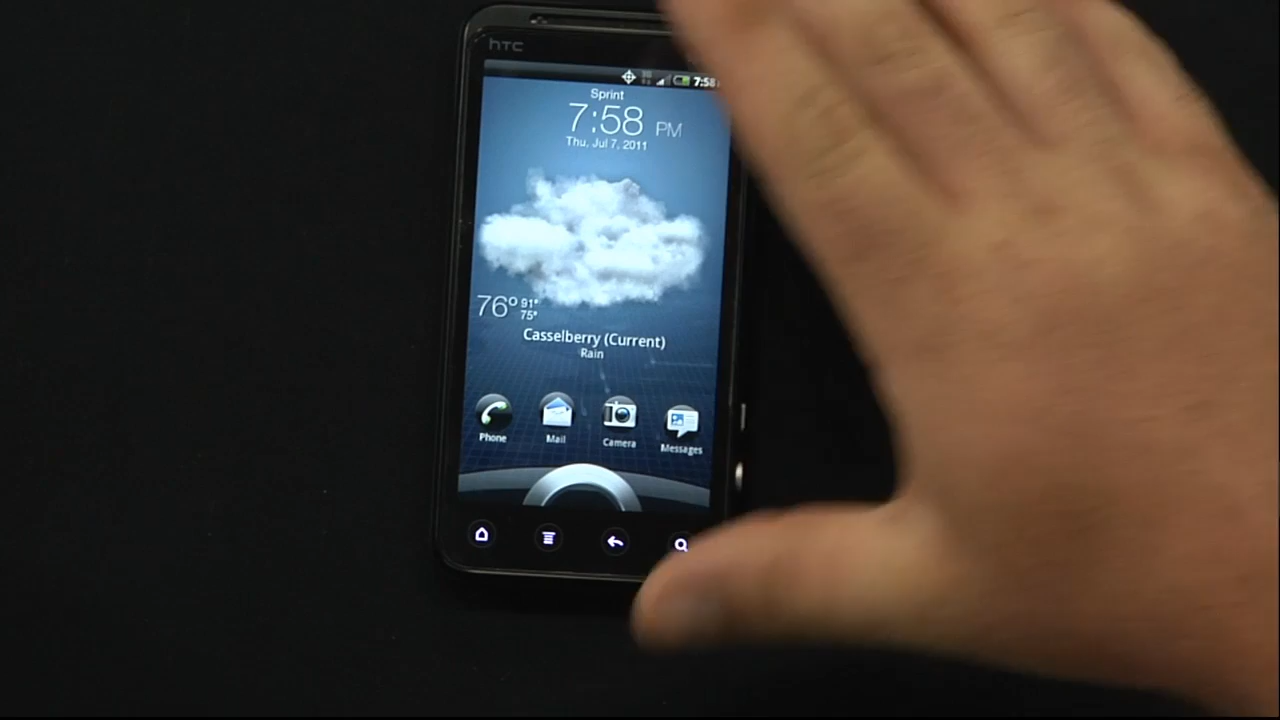 hTC
7:58
Sprint
7:58 PM
Thu, Jul 7, 2011
76° 91°
75°
Casselberry (Current)
Rain
Phone
Mail
Camera
Messages